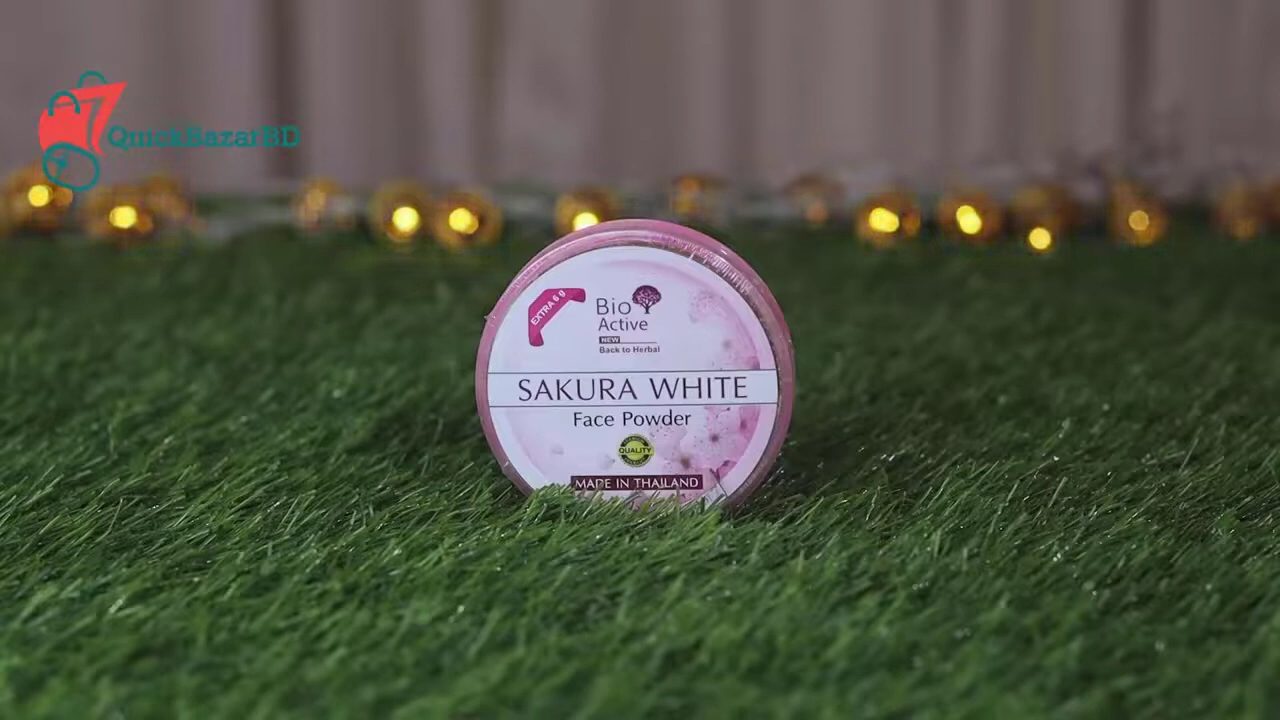 QuickBazarBD
EXTRA 6 g
Bio
Active
NEW
Back to Herbal
SAKURA WHITE
Face Powder
QUALITY
MADE IN THAILAND